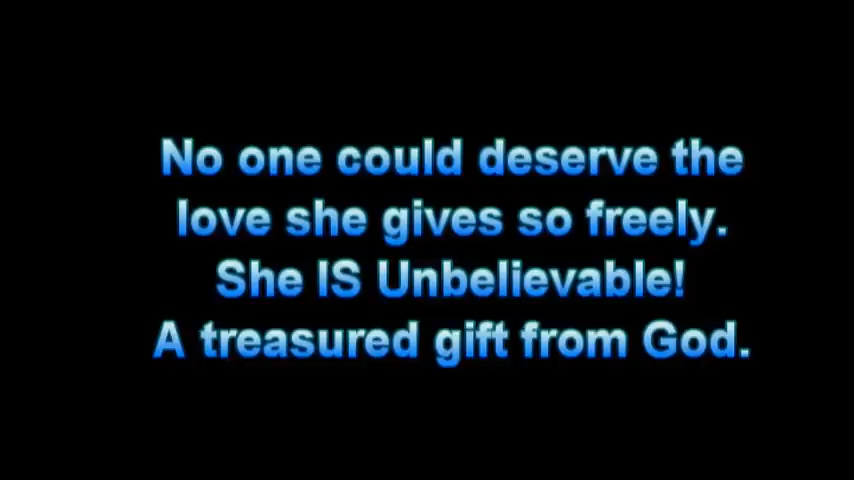 No one could deserve the
love she gives so freely.
She IS Unbelievable!
A treasured gift from God.